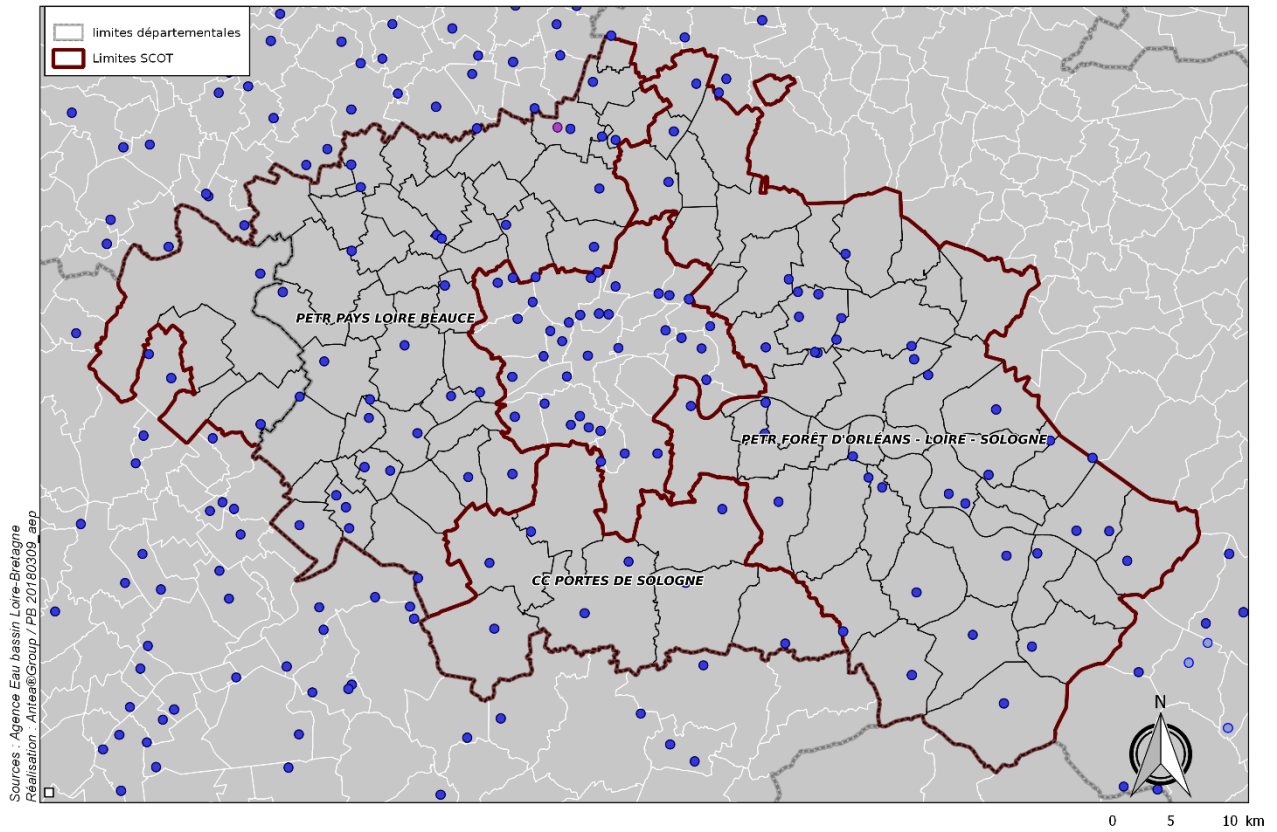 limites départementales
Limites SCOT
PETR PAYS LOIRE BEAUCE
PETR FORÊT D'ORLÉANS - LOIRE - SOLOGNE
CC PORTES DE SOLOGNE
Sources : Agence Eau bassin Loire-Bretagne
Réalisation : Antea®Group / PB 20180309_aep
N
0 5 10 km